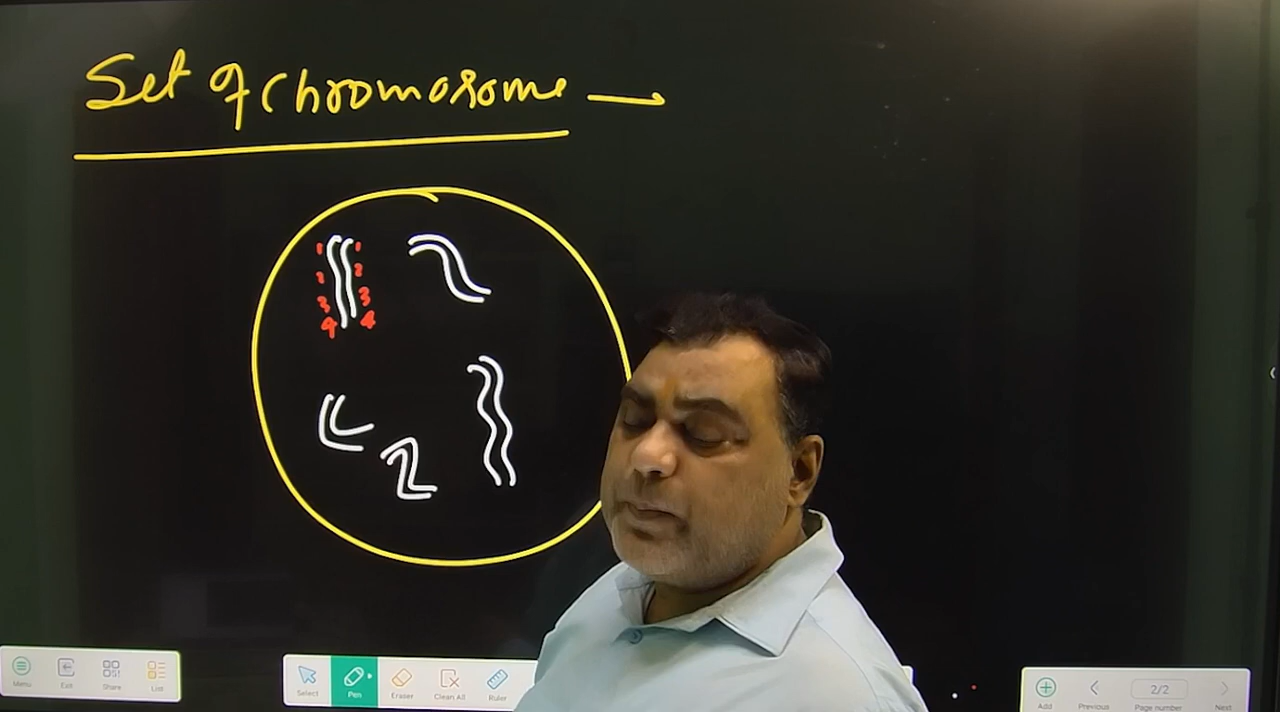 Set of chromosome →
1 1
2 2
3 3
4 4
Menu Exit Share List
Select Pen Eraser Clean All Ruler
Add Previous 2/2 Page number Next